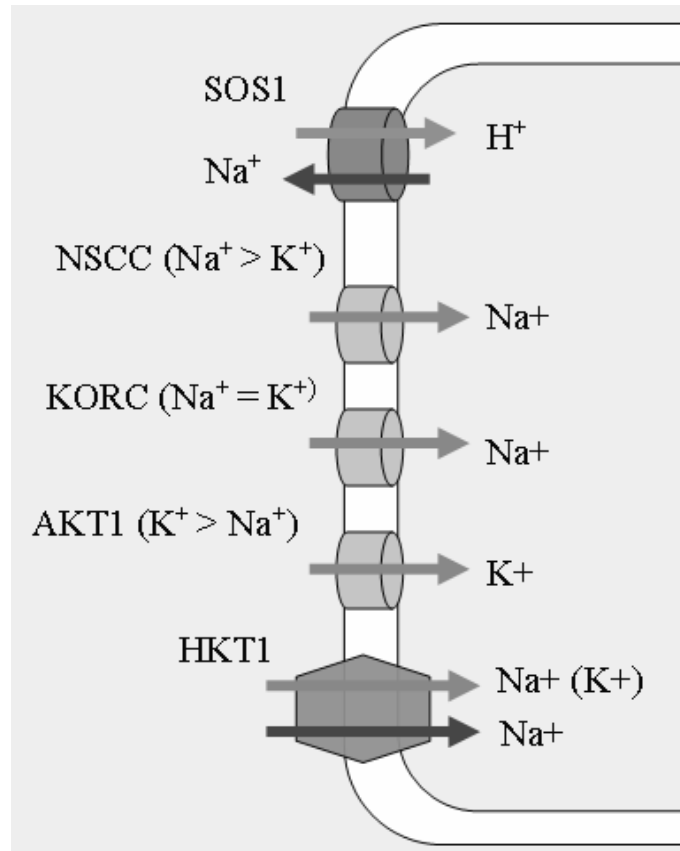 SOS1
H⁺
Na⁺
NSCC (Na⁺ > K⁺)
Na+
KORC (Na⁺ = K⁺⁾
Na+
AKT1 (K⁺ > Na⁺)
K+
HKT1
Na+ (K+)
Na+